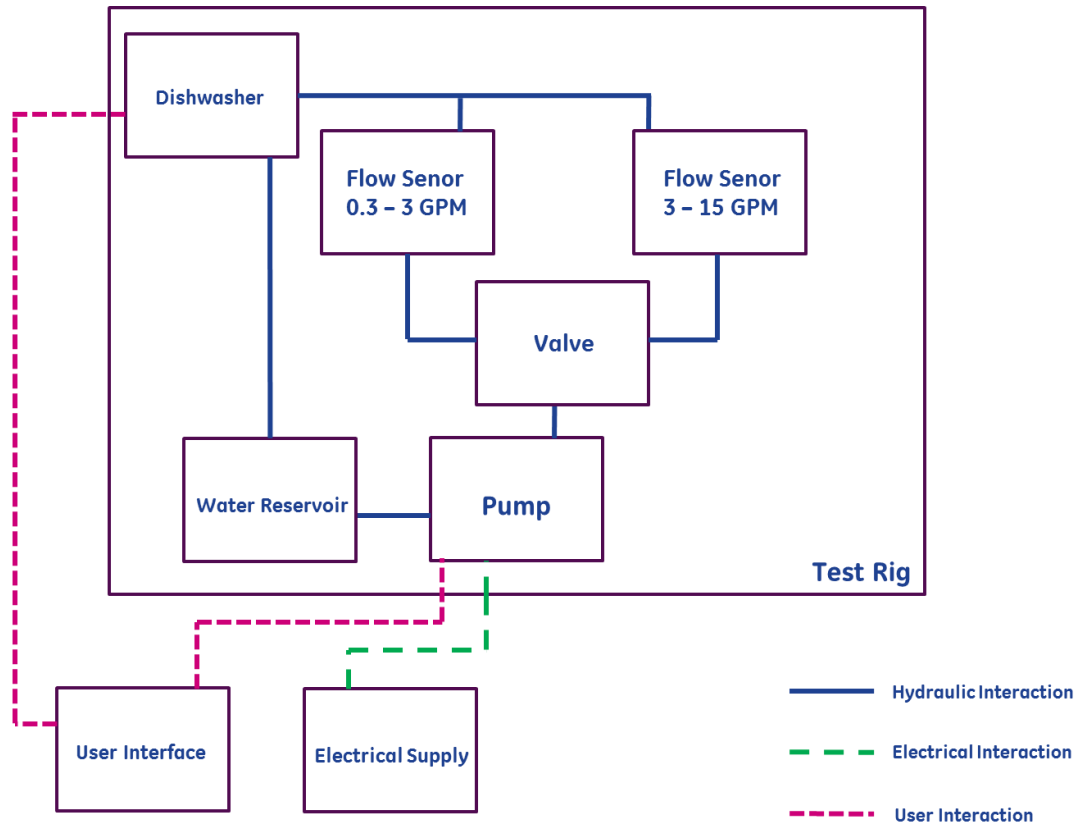 Dishwasher
Flow Senor
0.3 – 3 GPM
Flow Senor
3 – 15 GPM
Valve
Water Reservoir
Pump
Test Rig
User Interface
Electrical Supply
Hydraulic Interaction
Electrical Interaction
User Interaction